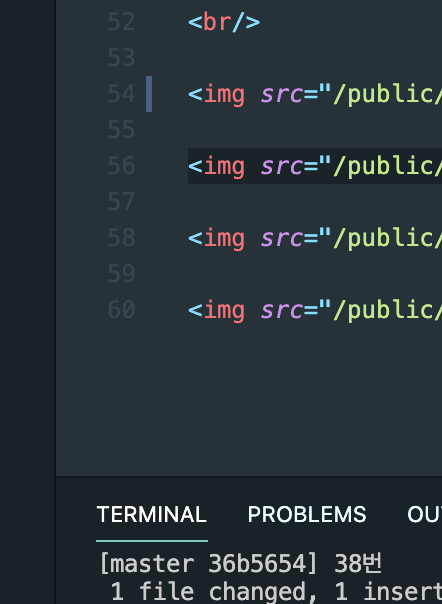 52 <br/>
53
54 <img src="/public/
55
56 <img src="/public/
57
58 <img src="/public/
59
60 <img src="/public/
TERMINAL PROBLEMS OU
[master 36b5654] 38번
1 file changed, 1 insert